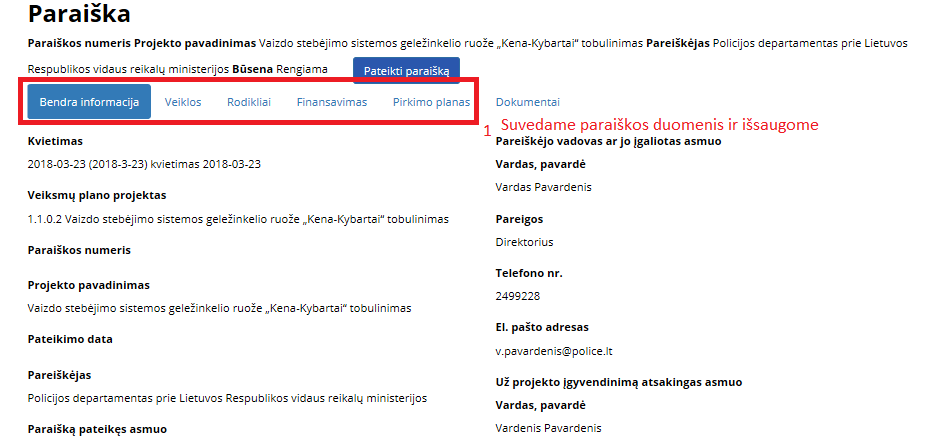 Paraiška
Paraiškos numeris Projekto pavadinimas Vaizdo stebėjimo sistemos geležinkelio ruože „Kena-Kybartai“ tobulinimas Pareiškėjas Policijos departamentas prie Lietuvos
Respublikos vidaus reikalų ministerijos Būsena Rengiama Pateikti paraišką
Bendra informacija Veiklos Rodikliai Finansavimas Pirkimo planas Dokumentai
1 Suvedame paraiškos duomenis ir išsaugome
Kvietimas
2018-03-23 (2018-3-23) kvietimas 2018-03-23
Veiksmų plano projektas
1.1.0.2 Vaizdo stebėjimo sistemos geležinkelio ruože „Kena-Kybartai“ tobulinimas
Paraiškos numeris
Projekto pavadinimas
Vaizdo stebėjimo sistemos geležinkelio ruože „Kena-Kybartai“ tobulinimas
Pateikimo data
Pareiškėjas
Policijos departamentas prie Lietuvos Respublikos vidaus reikalų ministerijos
Paraišką pateikęs asmuo
Pareiškėjo vadovas ar jo įgaliotas asmuo
Vardas, pavardė
Vardas Pavardenis
Pareigos
Direktorius
Telefono nr.
2499228
El. pašto adresas
v.pavardenis@police.lt
Už projekto įgyvendinimą atsakingas asmuo
Vardas, pavardė
Vardenis Pavardenis